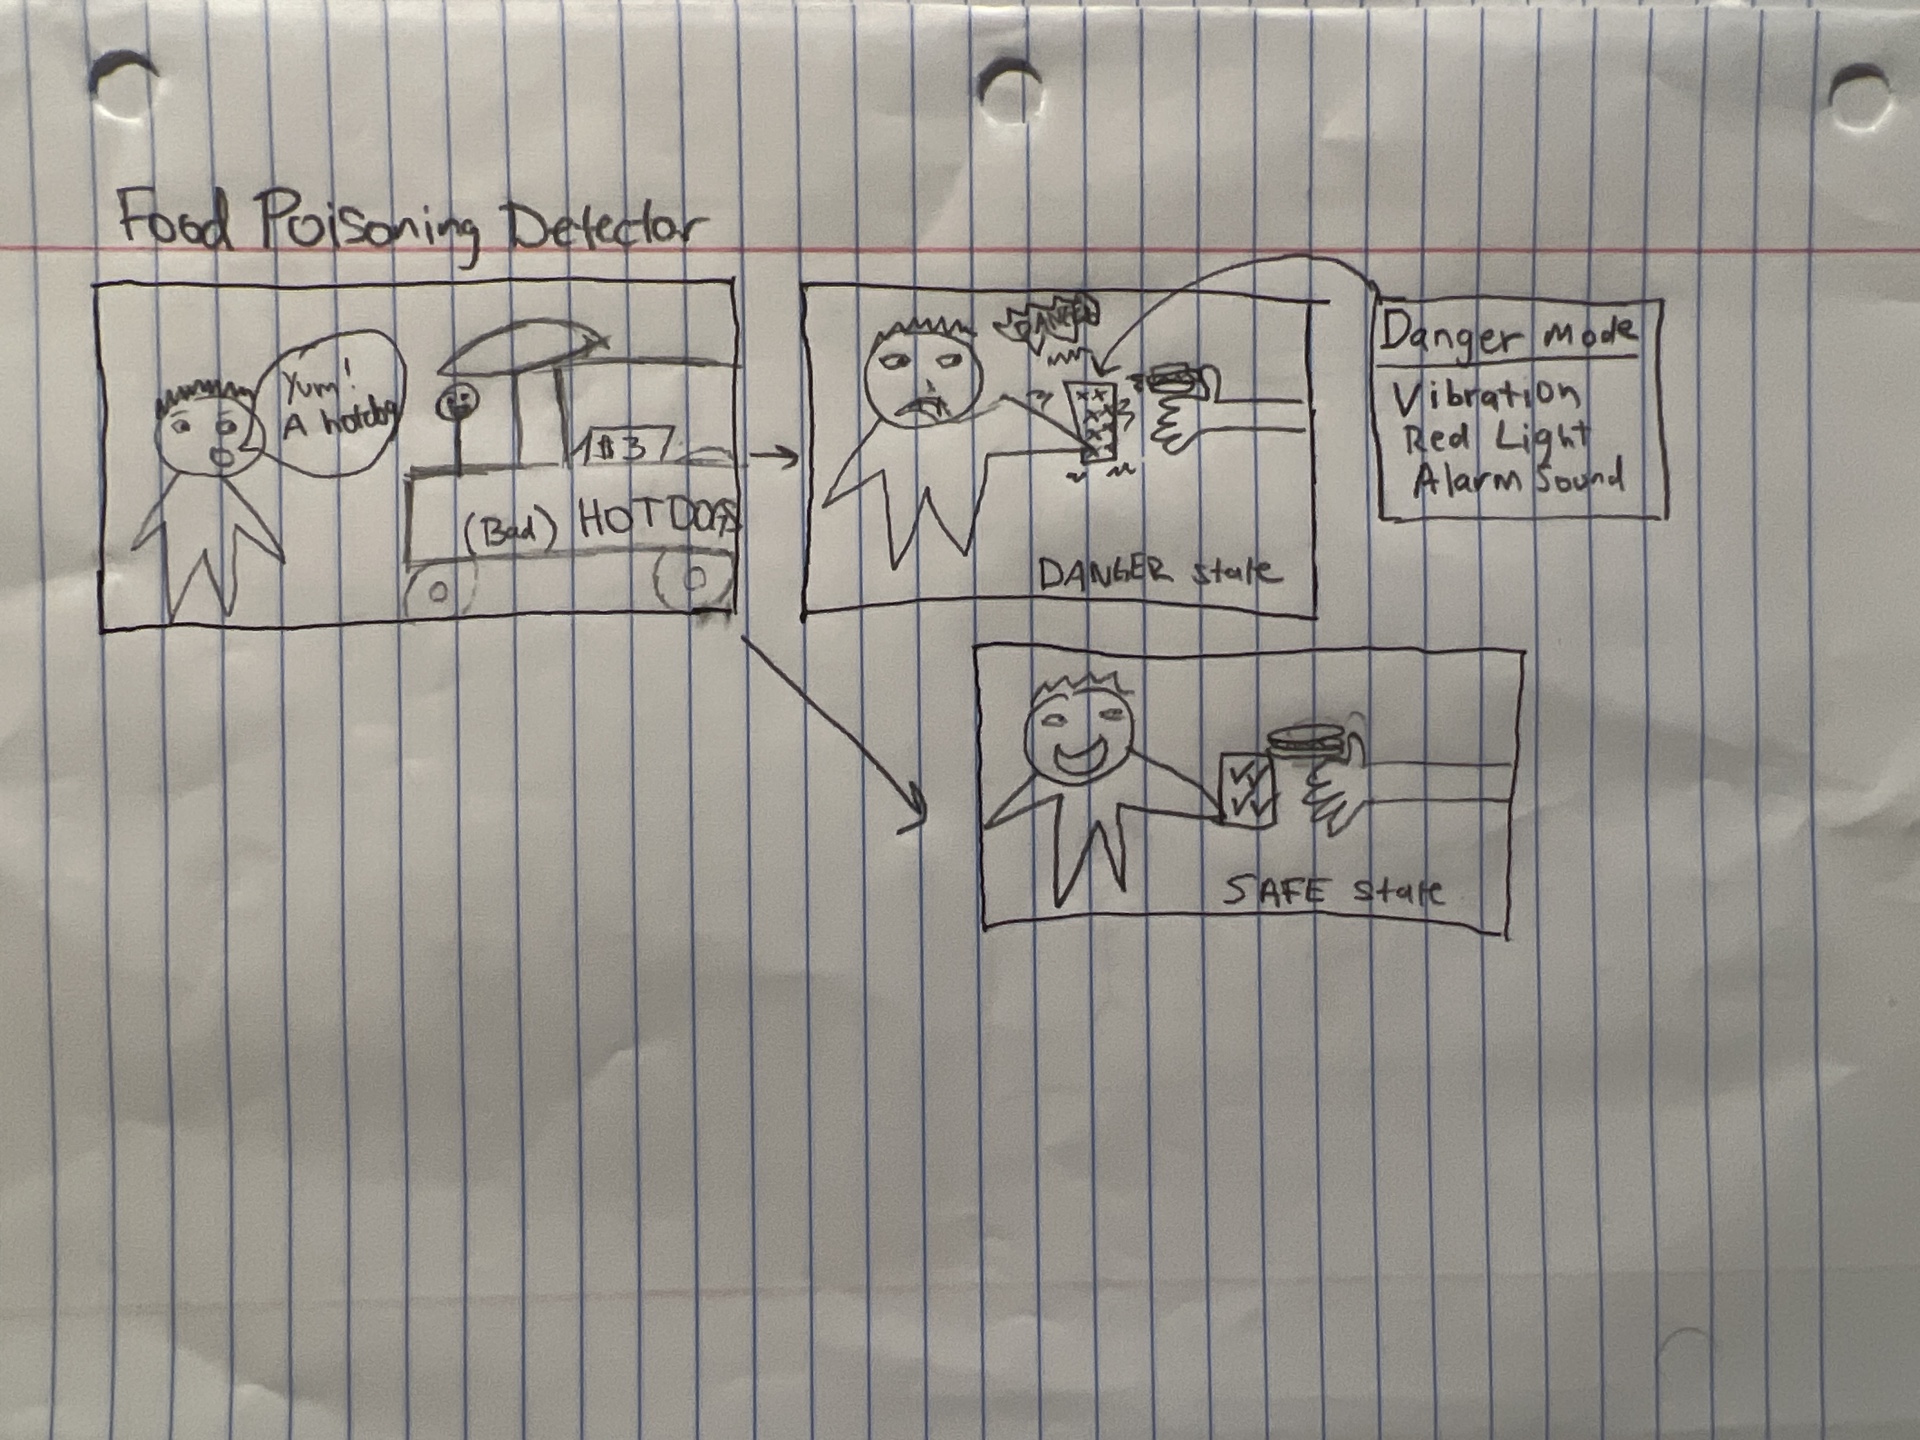 Food Poisoning Detector
Yum!
A hotdog
$3
(Bad) HOTDOGS
DANGER
DANGER state
Danger Mode
Vibration
Red Light
Alarm Sound
SAFE state